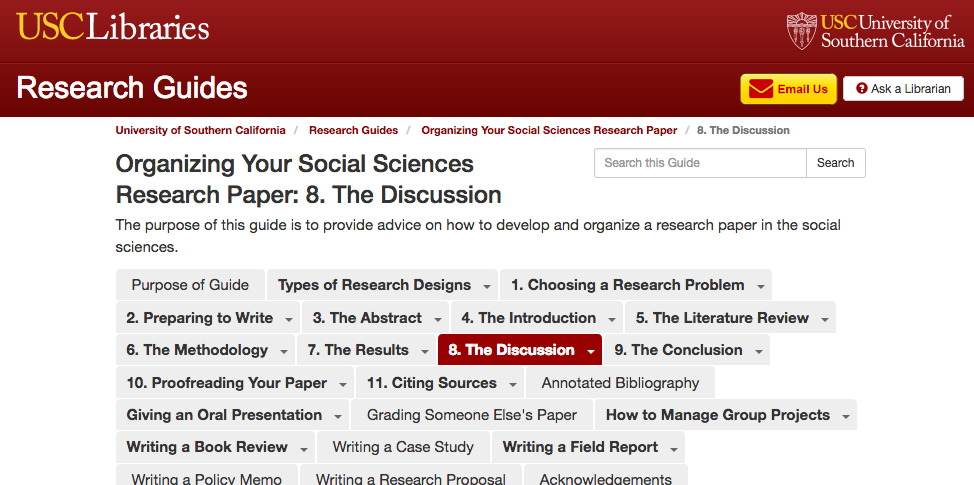 USCLibraries
USC University of
Southern California
Research Guides
Email Us
Ask a Librarian
University of Southern California / Research Guides / Organizing Your Social Sciences Research Paper / 8. The Discussion
Organizing Your Social Sciences
Research Paper: 8. The Discussion
Search this Guide Search
The purpose of this guide is to provide advice on how to develop and organize a research paper in the social
sciences.
Purpose of Guide Types of Research Designs 1. Choosing a Research Problem
2. Preparing to Write 3. The Abstract 4. The Introduction 5. The Literature Review
6. The Methodology 7. The Results 8. The Discussion 9. The Conclusion
10. Proofreading Your Paper 11. Citing Sources Annotated Bibliography
Giving an Oral Presentation Grading Someone Else's Paper How to Manage Group Projects
Writing a Book Review Writing a Case Study Writing a Field Report
Writing a Policy Memo Writing a Research Proposal Acknowledgements